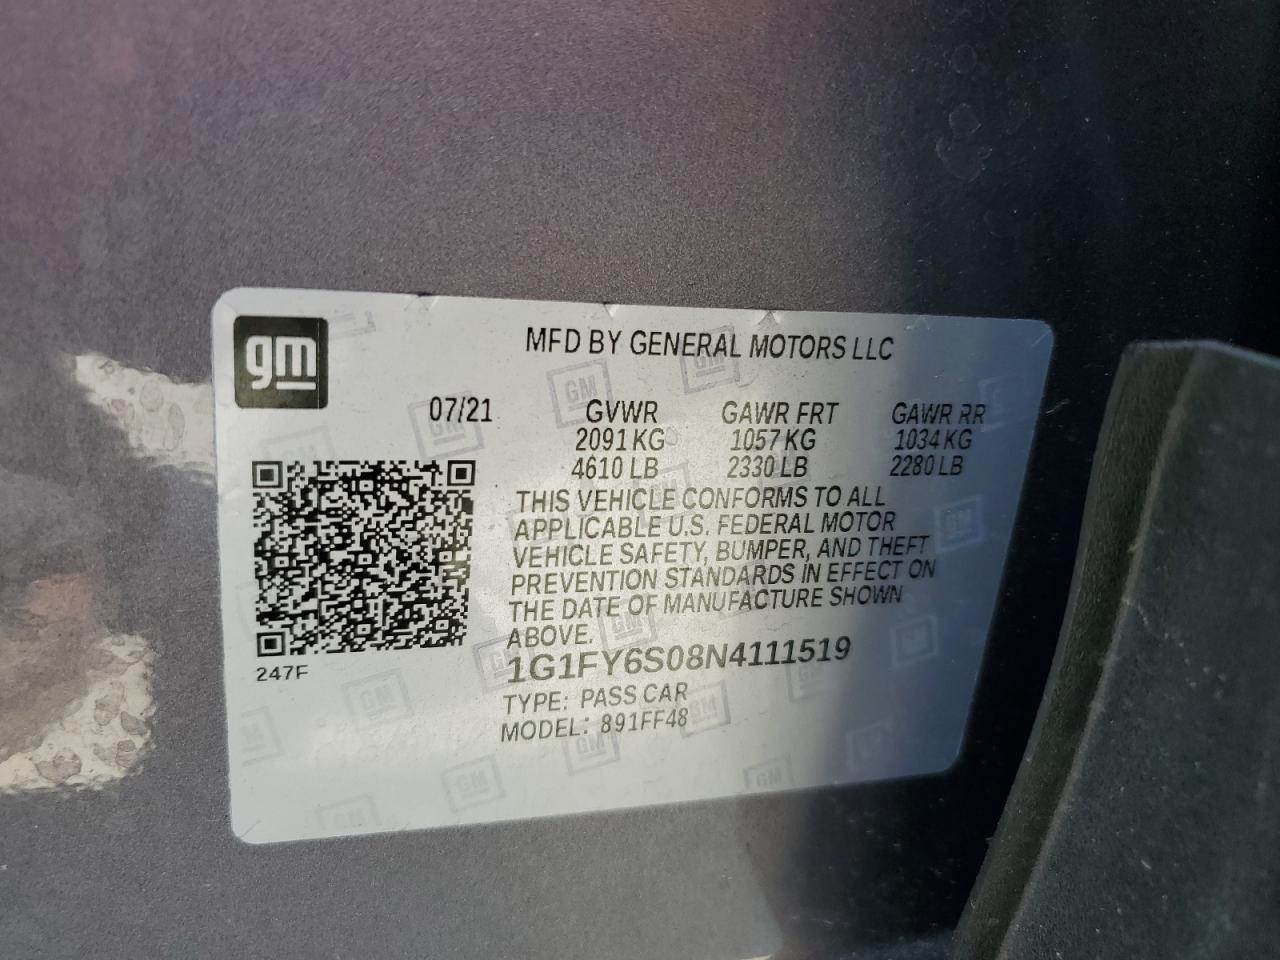 gm
MFD BY GENERAL MOTORS LLC
07/21 GVWR GAWR FRT GAWR RR
2091 KG 1057 KG 1034 KG
4610 LB 2330 LB 2280 LB
THIS VEHICLE CONFORMS TO ALL
APPLICABLE U.S. FEDERAL MOTOR
VEHICLE SAFETY, BUMPER, AND THEFT
PREVENTION STANDARDS IN EFFECT ON
THE DATE OF MANUFACTURE SHOWN
ABOVE.
1G1FY6S08N4111519
247F
TYPE: PASS CAR
MODEL: 891FF48